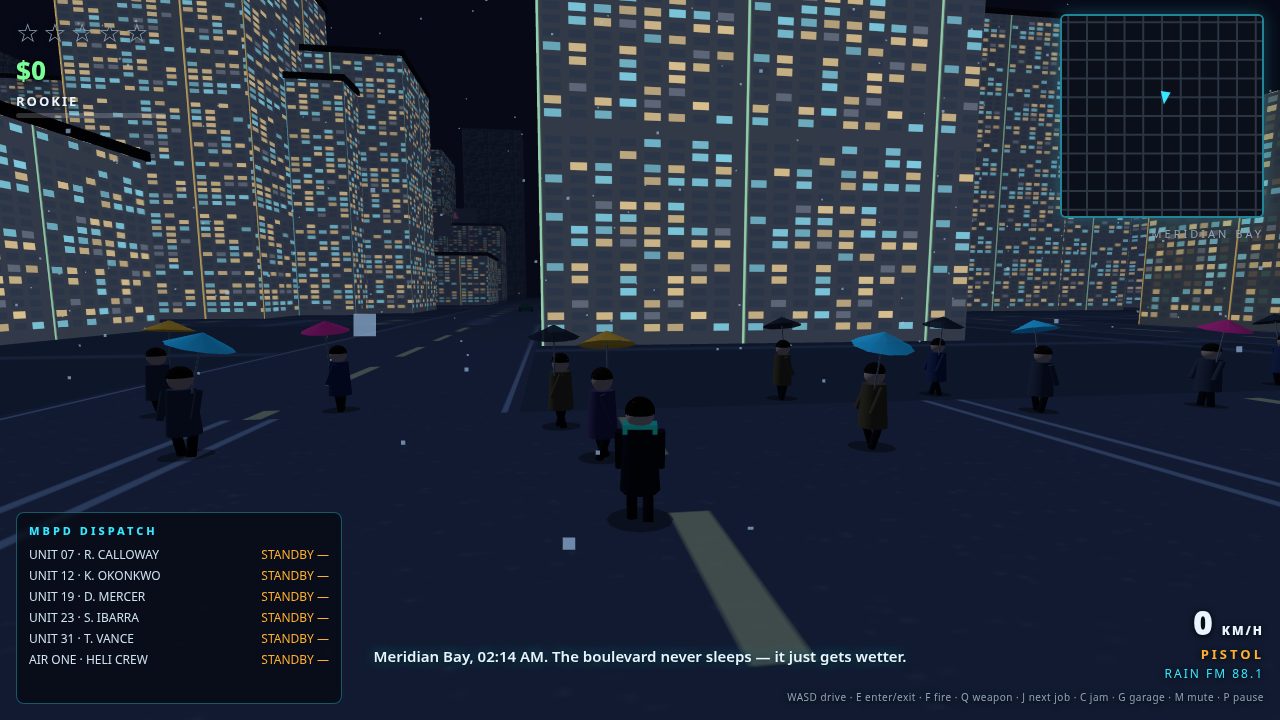 ☆☆☆☆☆
$0
ROOKIE
MERIDIAN BAY
MBPD DISPATCH
UNIT 07 · R. CALLOWAY STANDBY —
UNIT 12 · K. OKONKWO STANDBY —
UNIT 19 · D. MERCER STANDBY —
UNIT 23 · S. IBARRA STANDBY —
UNIT 31 · T. VANCE STANDBY —
AIR ONE · HELI CREW STANDBY —
Meridian Bay, 02:14 AM. The boulevard never sleeps — it just gets wetter.
0 KM/H
PISTOL
RAIN FM 88.1
WASD drive · E enter/exit · F fire · Q weapon · J next job · C jam · G garage · M mute · P pause